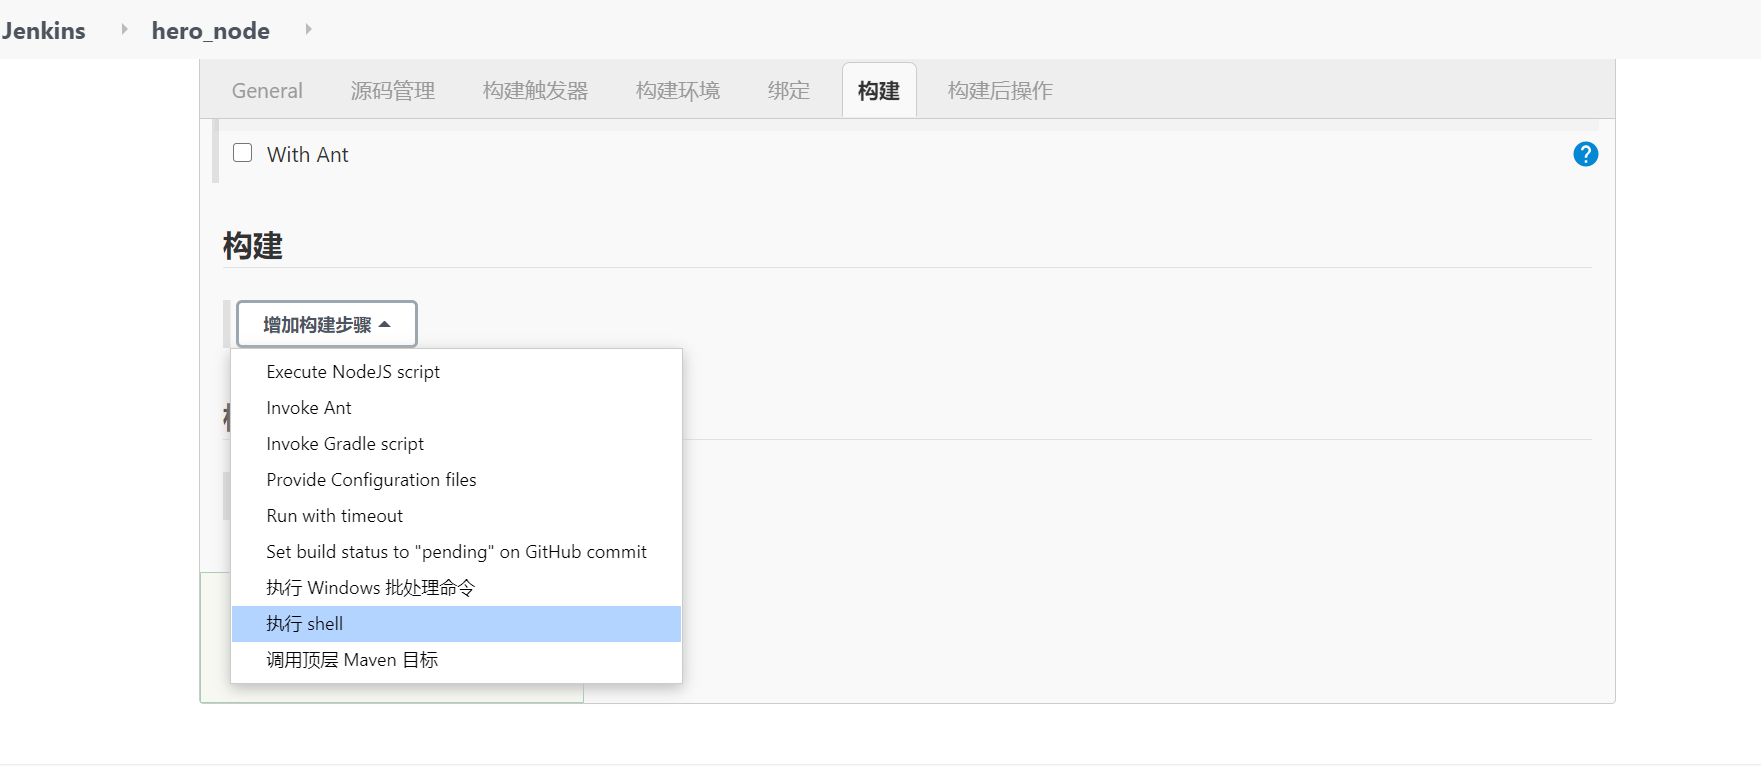 Jenkins hero_node
General 源码管理 构建触发器 构建环境 绑定 构建 构建后操作
With Ant
?
构建
增加构建步骤
Execute NodeJS script
Invoke Ant
Invoke Gradle script
Provide Configuration files
Run with timeout
Set build status to "pending" on GitHub commit
执行 Windows 批处理命令
执行 shell
调用顶层 Maven 目标